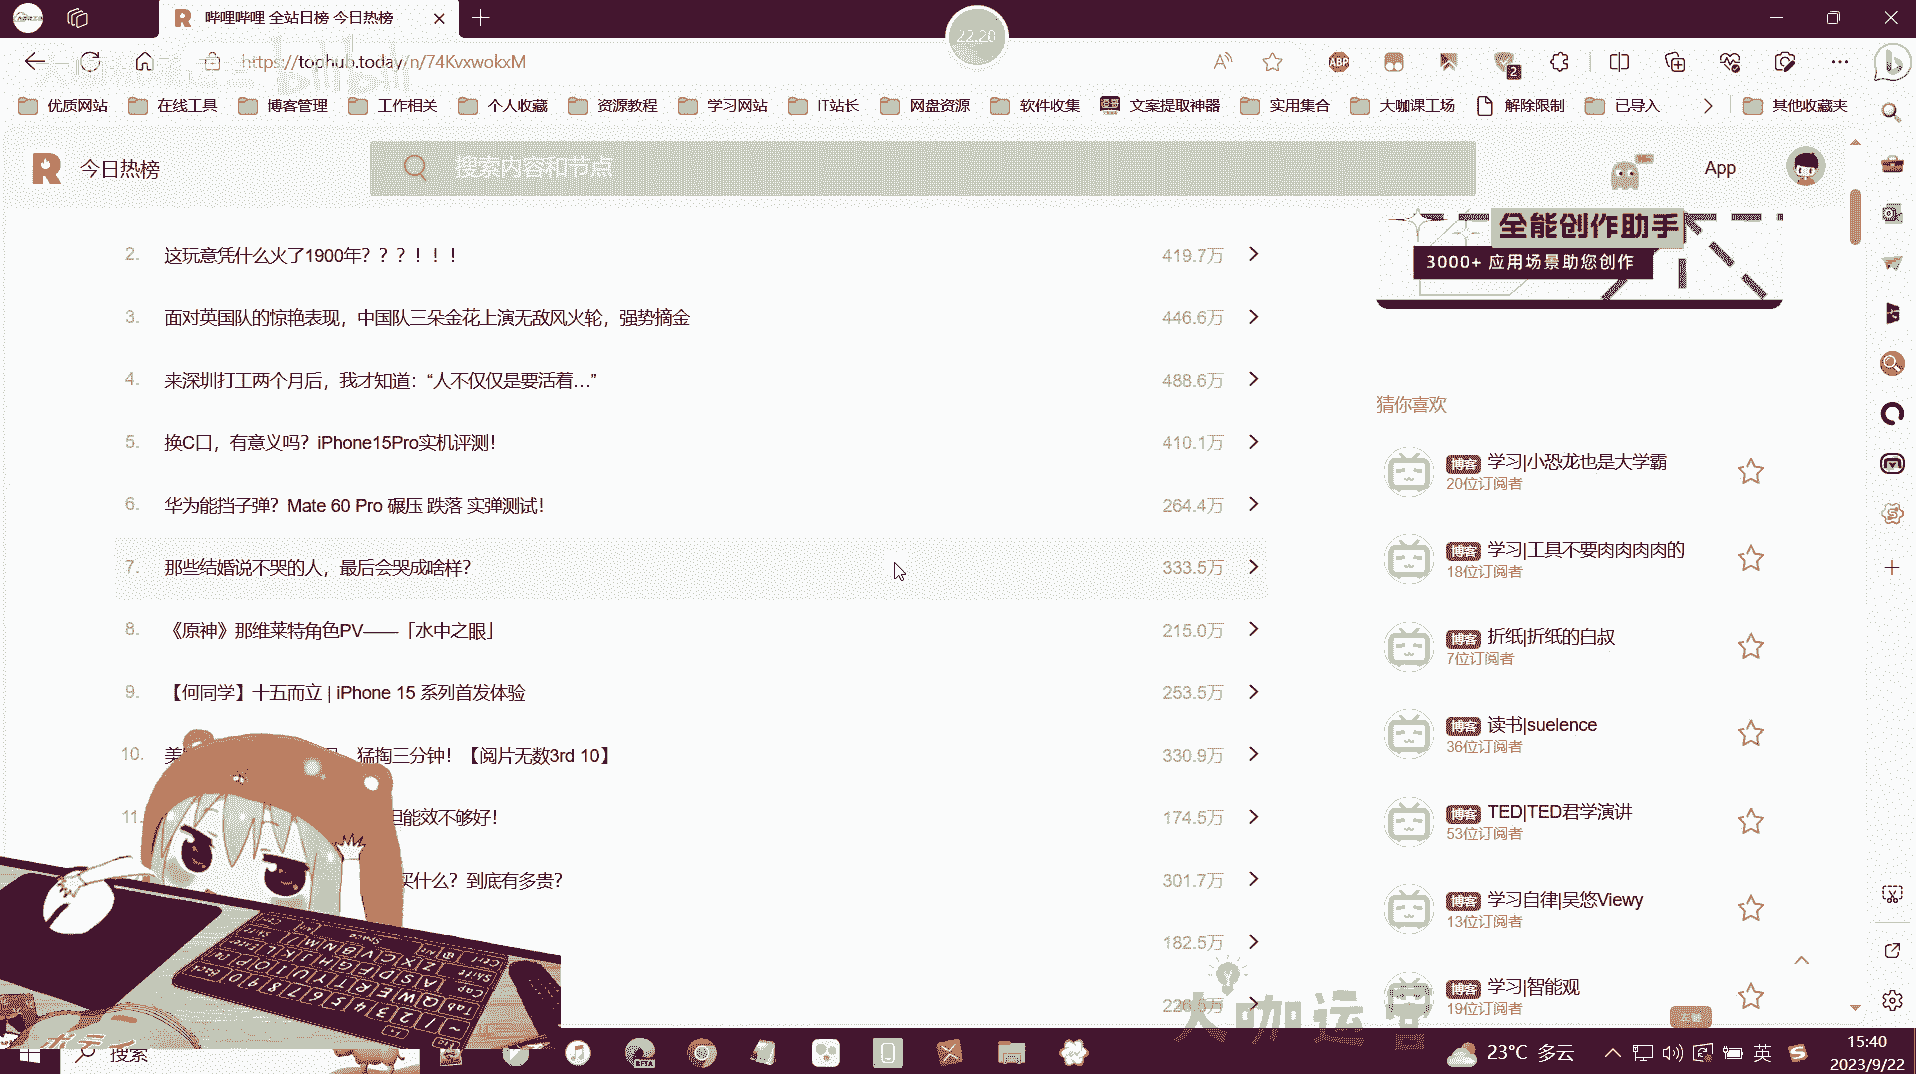 哔哩哔哩 全站日榜 今日热榜
22.20
https://tophub.today/n/74KvxwokxM
ABP
2
优质网站 在线工具 博客管理 工作相关 个人收藏 资源教程 学习网站 IT站长 网盘资源 软件收集 文案提取神器 实用集合 大咖课工场 解除限制 已导入 其他收藏夹
今日热榜
搜索内容和节点
App
全能创作助手
3000+ 应用场景助您创作
2. 这玩意凭什么火了1900年？？？！！！ 419.7万
3. 面对英国队的惊艳表现，中国队三朵金花上演无敌风火轮，强势摘金 446.6万
4. 来深圳打工两个月后，我才知道：“人不仅仅是要活着…” 488.6万
5. 换C口，有意义吗？iPhone15Pro实机评测！ 410.1万
6. 华为能挡子弹？Mate 60 Pro 碾压 跌落 实弹测试！ 264.4万
7. 那些结婚说不哭的人，最后会哭成啥样？ 333.5万
8. 《原神》那维莱特角色PV——「水中之眼」 215.0万
9. 【何同学】十五而立 | iPhone 15 系列首发体验 253.5万
10. 美 猛掏三分钟！【阅片无数3rd 10】 330.9万
11. 但能效不够好！ 174.5万
买什么？到底有多贵？ 301.7万
182.5万
226.5万
猜你喜欢
博客 学习|小恐龙也是大学霸
20位订阅者
博客 学习|工具不要肉肉肉肉的
18位订阅者
博客 折纸|折纸的白叔
7位订阅者
博客 读书|suelence
36位订阅者
博客 TED|TED君学演讲
53位订阅者
博客 学习自律|吴悠Viewy
13位订阅者
博客 学习|智能观
19位订阅者
大咖运营
搜索
23°C 多云
英
15:40
2023/9/22